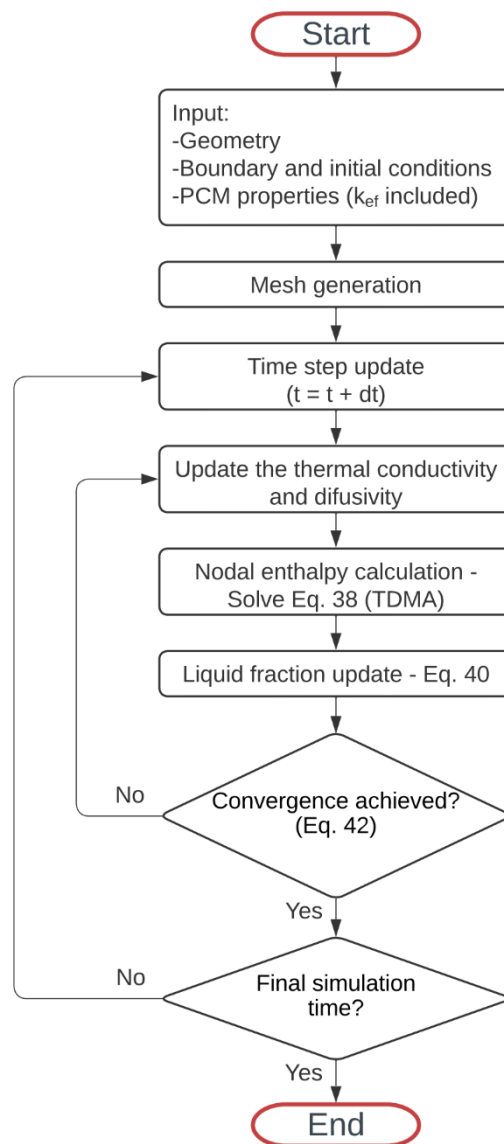 Start
Input:
-Geometry
-Boundary and initial conditions
-PCM properties (kef included)
Mesh generation
Time step update
(t = t + dt)
Update the thermal conductivity
and difusivity
Nodal enthalpy calculation -
Solve Eq. 38 (TDMA)
Liquid fraction update - Eq. 40
No
Convergence achieved?
(Eq. 42)
Yes
No
Final simulation
time?
Yes
End